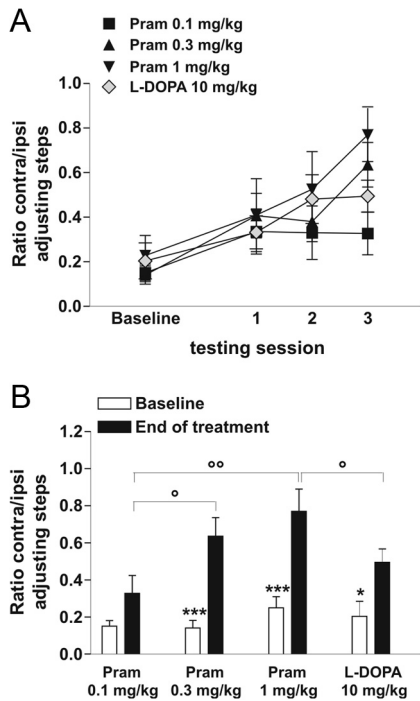 A
Pram 0.1 mg/kg
Pram 0.3 mg/kg
Pram 1 mg/kg
L-DOPA 10 mg/kg
Ratio contra/ipsi
adjusting steps
1.0
0.8
0.6
0.4
0.2
0.0
Baseline 1 2 3
testing session
B
Baseline
End of treatment
Ratio contra/ipsi
adjusting steps
1.2
1.0
0.8
0.6
0.4
0.2
0.0
°°
°
°
***
***
*
Pram Pram Pram L-DOPA
0.1 mg/kg 0.3 mg/kg 1 mg/kg 10 mg/kg